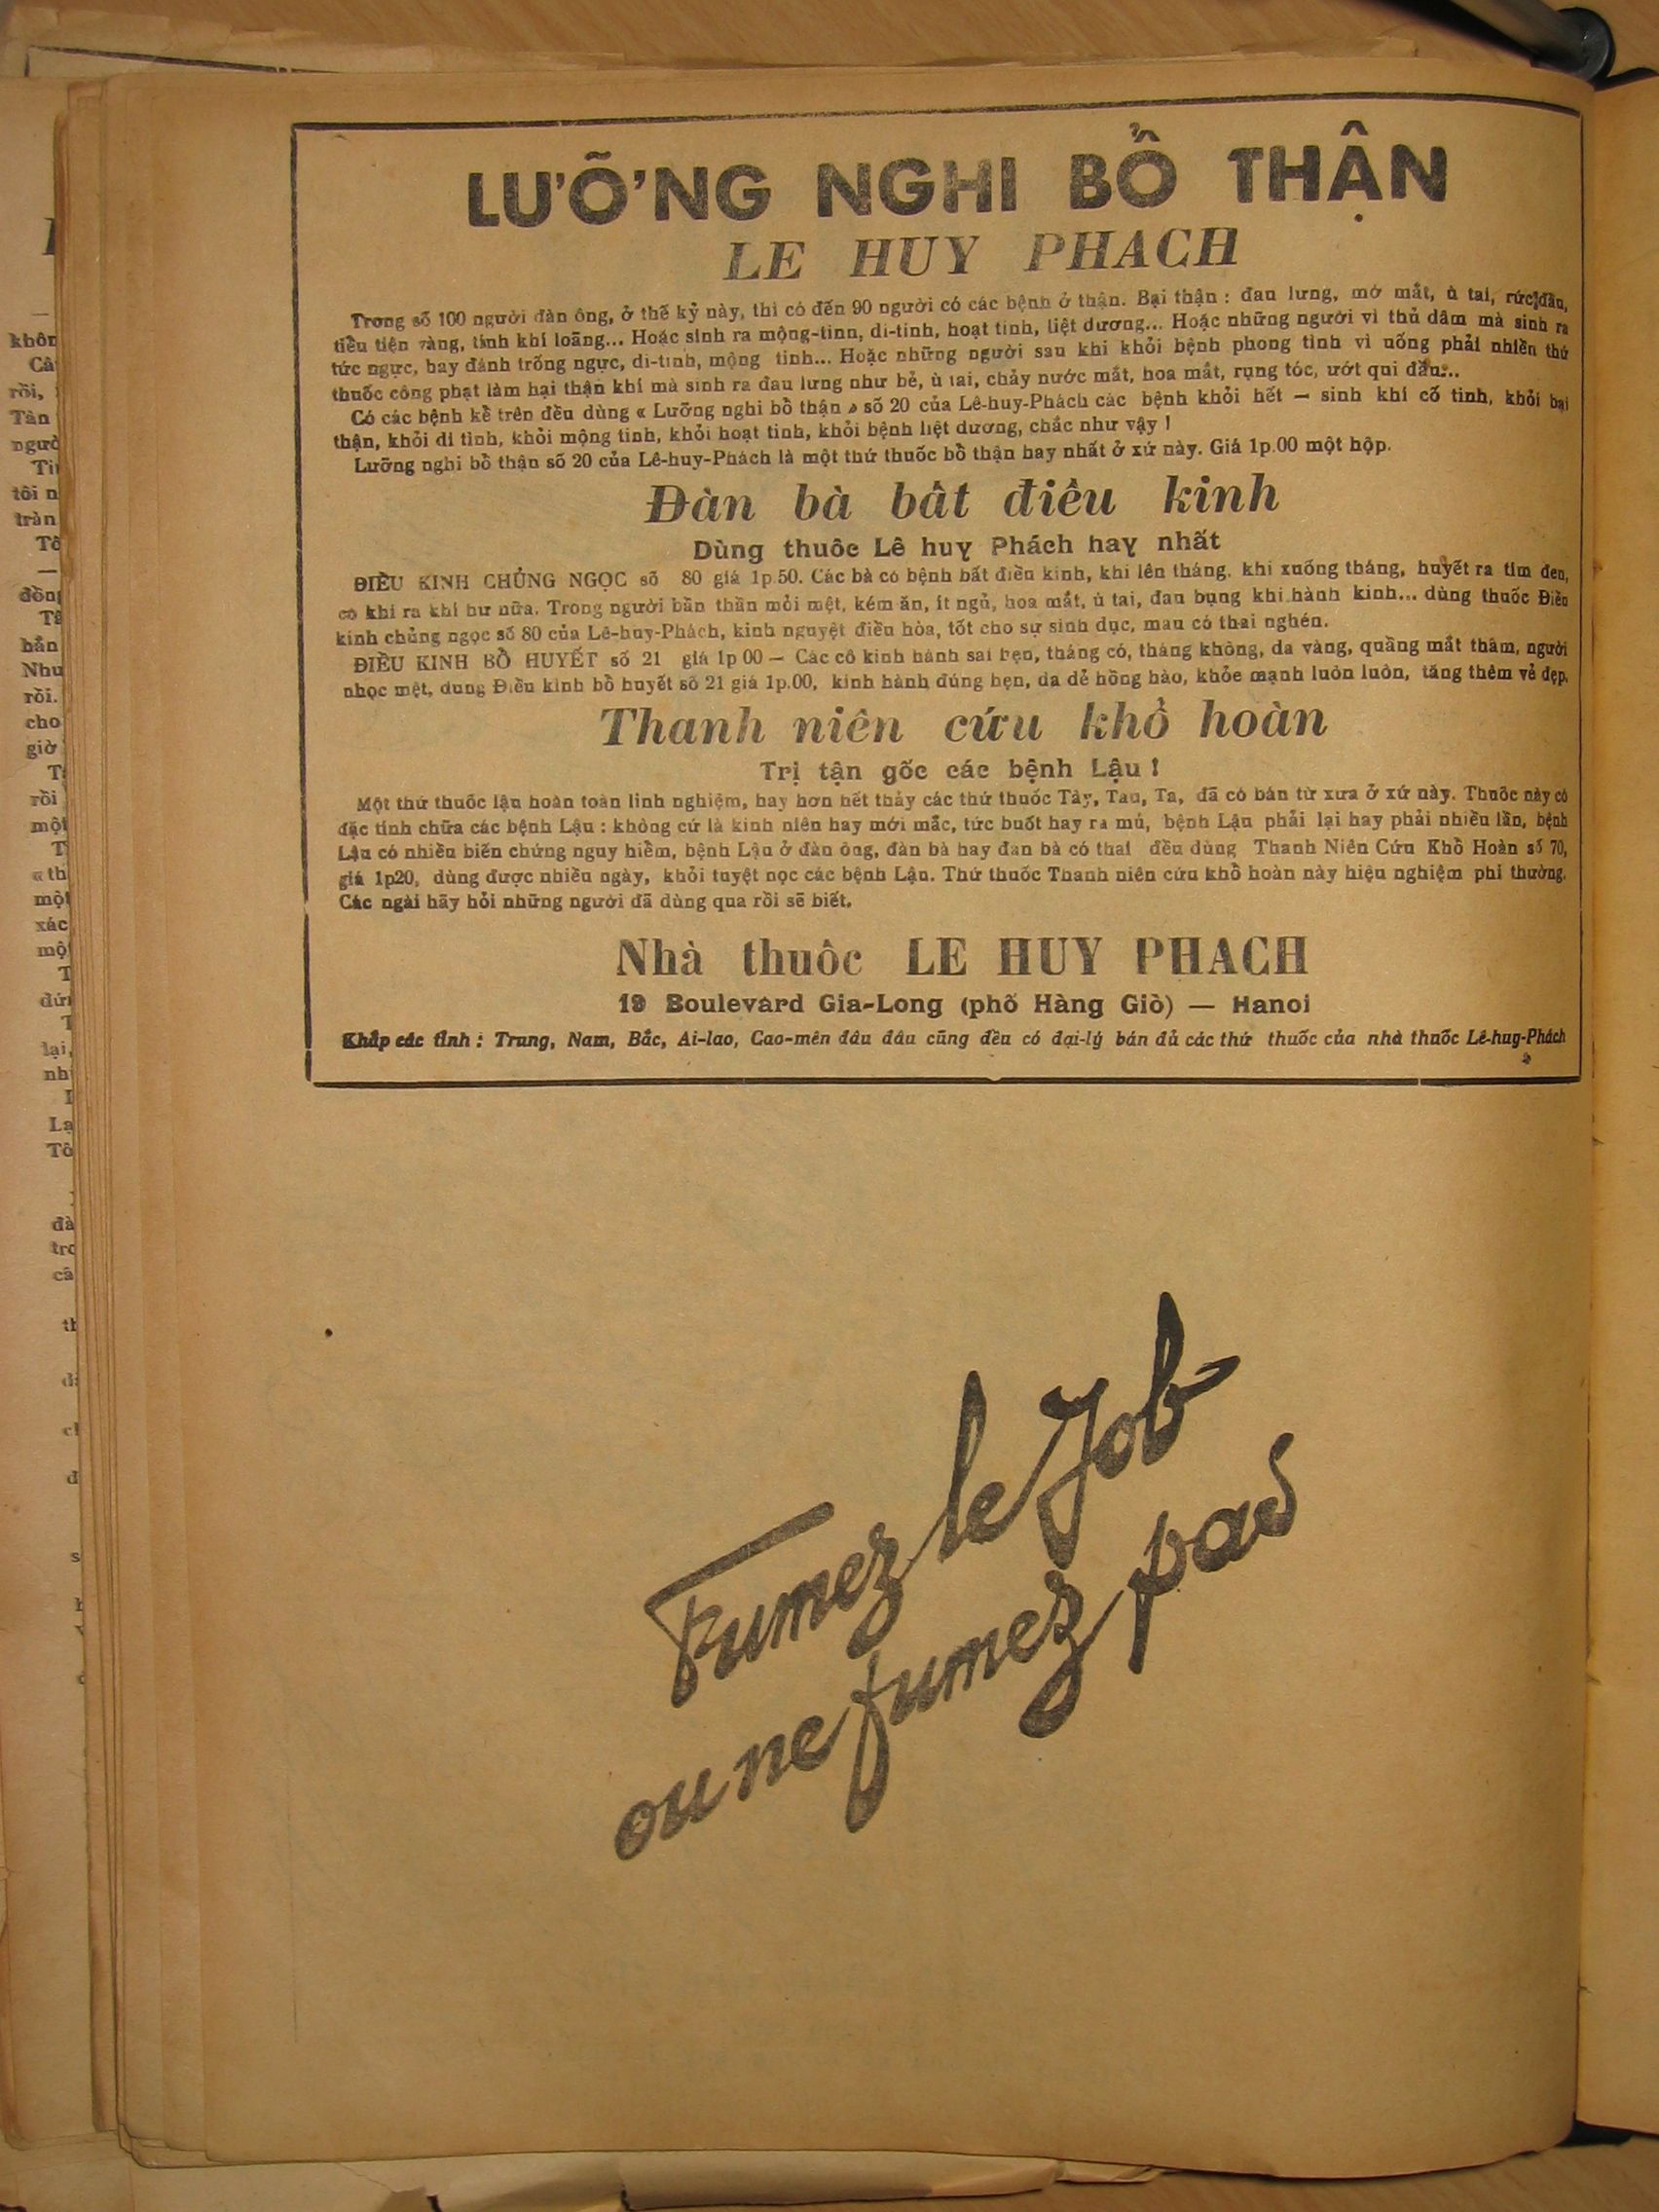 LƯỠNG NGHI BỔ THẬN
LE HUY PHACH
Trong số 100 người đàn ông, ở thế kỷ này, thì có đến 90 người có các bệnh ở thận. Bại thận : đau lưng, mờ mắt, ù tai, rức đầu,
tiểu tiện vàng, tinh khí loãng... Hoặc sinh ra mộng-tinh, di-tinh, hoạt tinh, liệt dương... Hoặc những người vì thủ dâm mà sinh ra
tức ngực, hay đánh trống ngực, di-tinh, mộng tinh... Hoặc những người sau khi khỏi bệnh phong tình vì uống phải nhiều thứ
thuốc công phạt làm hại thận khí mà sinh ra đau lưng như bẻ, ù tai, chảy nước mắt, hoa mắt, rụng tóc, ướt qui đầu...
Có các bệnh kể trên đều dùng « Lưỡng nghi bổ thận » số 20 của Lê-huy-Phách các bệnh khỏi hết — sinh khí cố tinh, khỏi bại
thận, khỏi di tinh, khỏi mộng tinh, khỏi hoạt tinh, khỏi bệnh liệt dương, chắc như vậy !
Lưỡng nghi bổ thận số 20 của Lê-huy-Phách là một thứ thuốc bổ thận hay nhất ở xứ này. Giá 1p.00 một hộp.
Đàn bà bất điều kinh
Dùng thuốc Lê huy Phách hay nhất
ĐIỀU KINH CHỦNG NGỌC số 80 giá 1p.50. Các bà có bệnh bất điều kinh, khi lên tháng, khi xuống tháng, huyết ra tím đen,
có khi ra khí hư nữa. Trong người bần thần mỏi mệt, kém ăn, ít ngủ, hoa mắt, ù tai, đau bụng khi hành kinh... dùng thuốc Điều
kinh chủng ngọc số 80 của Lê-huy-Phách, kinh nguyệt điều hòa, tốt cho sự sinh dục, mau có thai nghén.
ĐIỀU KINH BỔ HUYẾT số 21 giá 1p 00 — Các cô kinh hành sai hẹn, tháng có, tháng không, da vàng, quầng mắt thâm, người
nhọc mệt, dùng Điều kinh bổ huyết số 21 giá 1p.00, kinh hành đúng hẹn, da dẻ hồng hào, khỏe mạnh luôn luôn, tăng thêm vẻ đẹp.
Thanh niên cứu khổ hoàn
Trị tận gốc các bệnh Lậu !
Một thứ thuốc lậu hoàn toàn linh nghiệm, hay hơn hết thảy các thứ thuốc Tây, Tàu, Ta, đã có bán từ xưa ở xứ này. Thuốc này có
đặc tính chữa các bệnh Lậu : không cứ là kinh niên hay mới mắc, tức buốt hay ra mủ, bệnh Lậu phải lại hay phải nhiều lần, bệnh
Lậu có nhiều biến chứng nguy hiểm, bệnh Lậu ở đàn ông, đàn bà hay đàn bà có thai đều dùng Thanh Niên Cứu Khổ Hoàn số 70,
giá 1p20, dùng được nhiều ngày, khỏi tuyệt nọc các bệnh Lậu. Thứ thuốc Thanh niên cứu khổ hoàn này hiệu nghiệm phi thường.
Các ngài hãy hỏi những người đã dùng qua rồi sẽ biết.
Nhà thuốc LE HUY PHACH
19 Boulevard Gia-Long (phố Hàng Giò) — Hanoi
Khắp các tỉnh : Trung, Nam, Bắc, Ai-lao, Cao-mên đâu đâu cũng đều có đại-lý bán đủ các thứ thuốc của nhà thuốc Lê-huy-Phách
Fumez le Job
ou ne fumez pas